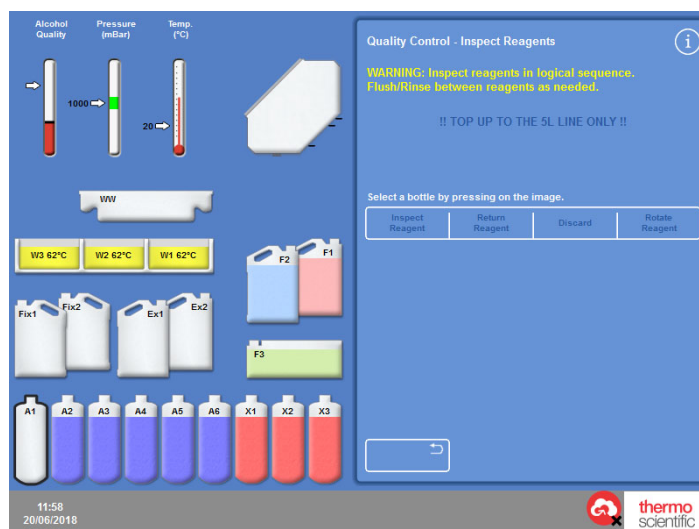 Alcohol Quality
Pressure (mBar)
Temp. (°C)
1000
20
WW
W3 62°C
W2 62°C
W1 62°C
Fix1
Fix2
Ex1
Ex2
F2
F1
F3
A1
A2
A3
A4
A5
A6
X1
X2
X3
Quality Control - Inspect Reagents
i
WARNING: Inspect reagents in logical sequence.
Flush/Rinse between reagents as needed.
!! TOP UP TO THE 5L LINE ONLY !!
Select a bottle by pressing on the image.
Inspect Reagent
Return Reagent
Discard
Rotate Reagent
11:58
20/06/2018
thermo
scientific